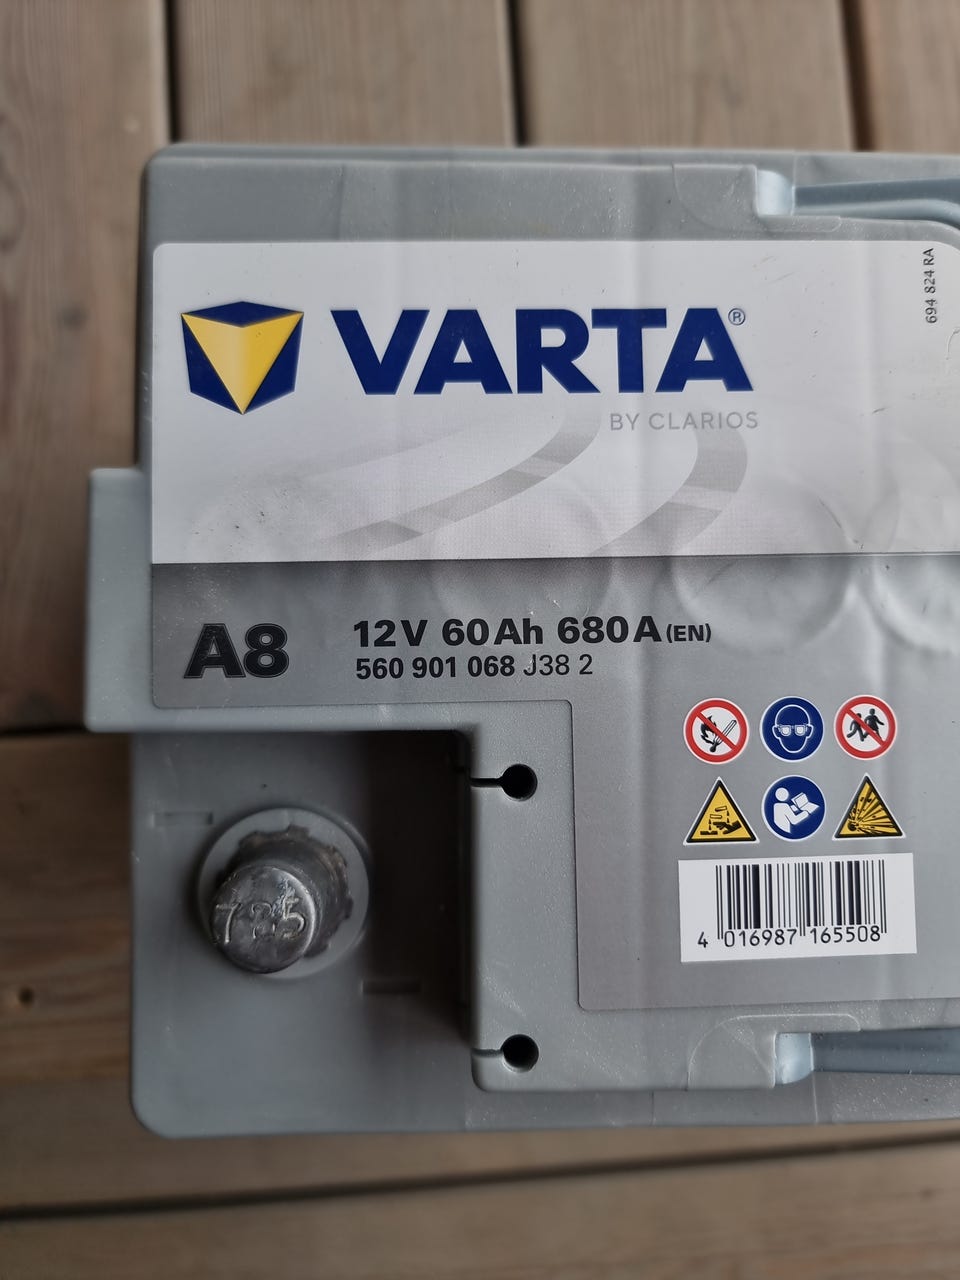 VARTA®
BY CLARIOS
694 824 RA
A8
12V 60Ah 680A (EN)
560 901 068 J38 2
4 016987 165508